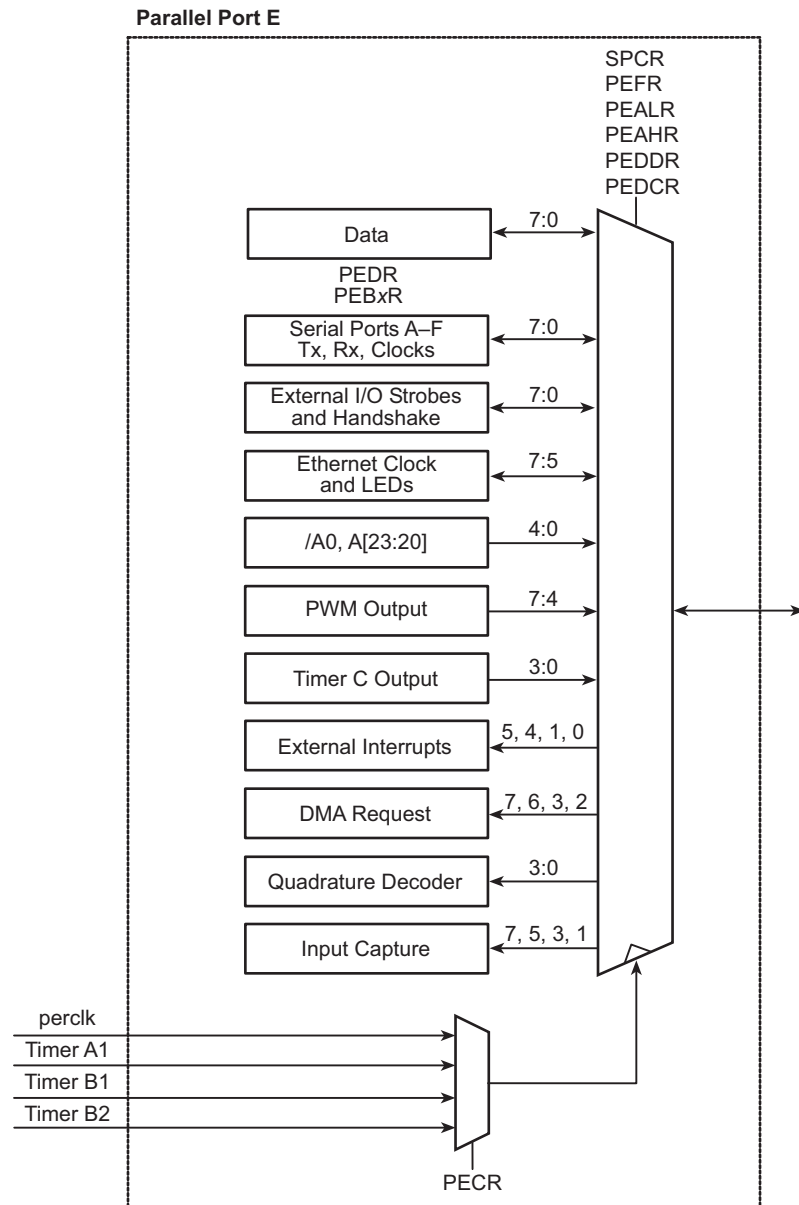 Parallel Port E
SPCR
PEFR
PEALR
PEAHR
PEDDR
PEDCR
Data
7:0
PEDR
PEBxR
Serial Ports A–F
Tx, Rx, Clocks
7:0
External I/O Strobes
and Handshake
7:0
Ethernet Clock
and LEDs
7:5
/A0, A[23:20]
4:0
PWM Output
7:4
Timer C Output
3:0
External Interrupts
5, 4, 1, 0
DMA Request
7, 6, 3, 2
Quadrature Decoder
3:0
Input Capture
7, 5, 3, 1
perclk
Timer A1
Timer B1
Timer B2
PECR